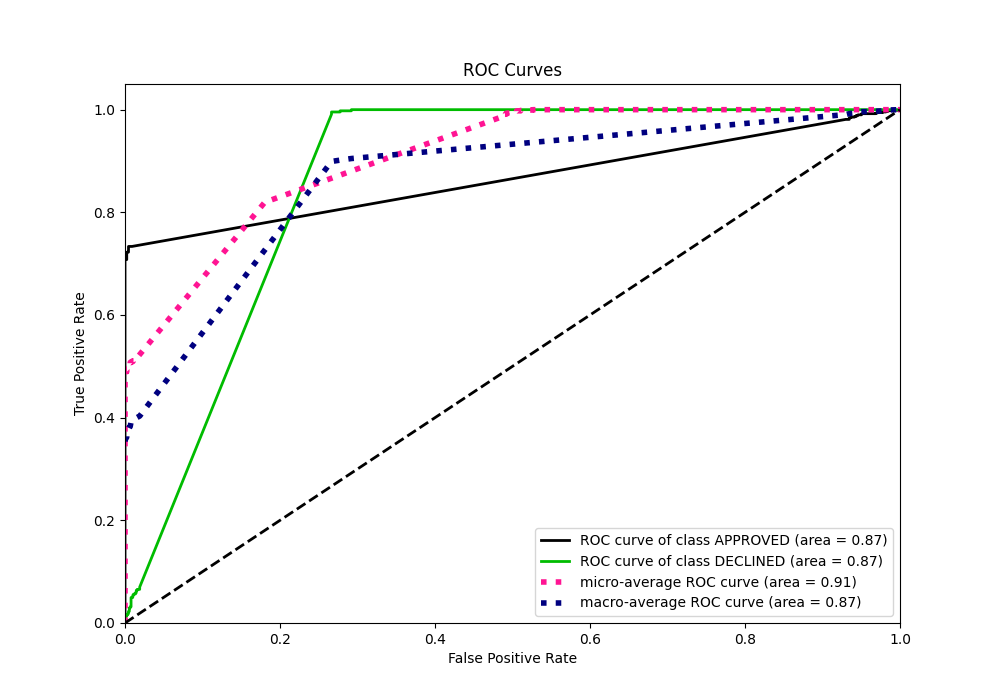 ROC Curves
True Positive Rate
1.0
0.8
0.6
0.4
0.2
0.0
ROC curve of class APPROVED (area = 0.87)
ROC curve of class DECLINED (area = 0.87)
micro-average ROC curve (area = 0.91)
macro-average ROC curve (area = 0.87)
0.0 0.2 0.4 0.6 0.8 1.0
False Positive Rate